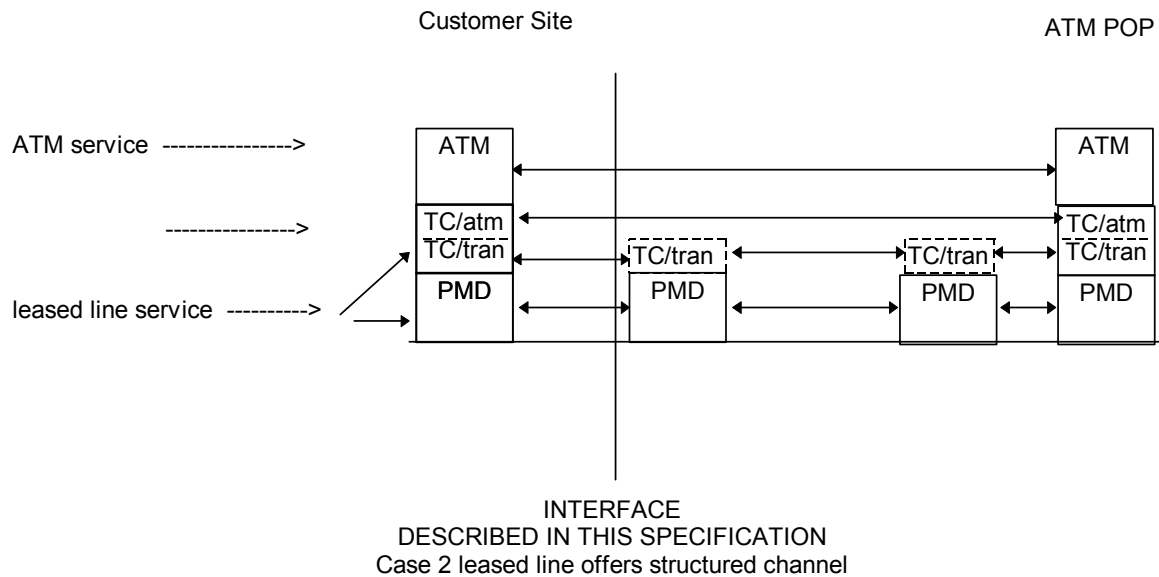 Customer Site
ATM POP
ATM service ---------------->
ATM
ATM
---------------->
TC/atm
TC/atm
TC/tran
TC/tran
TC/tran
TC/tran
leased line service ---------->
PMD
PMD
PMD
PMD
INTERFACE
DESCRIBED IN THIS SPECIFICATION
Case 2 leased line offers structured channel